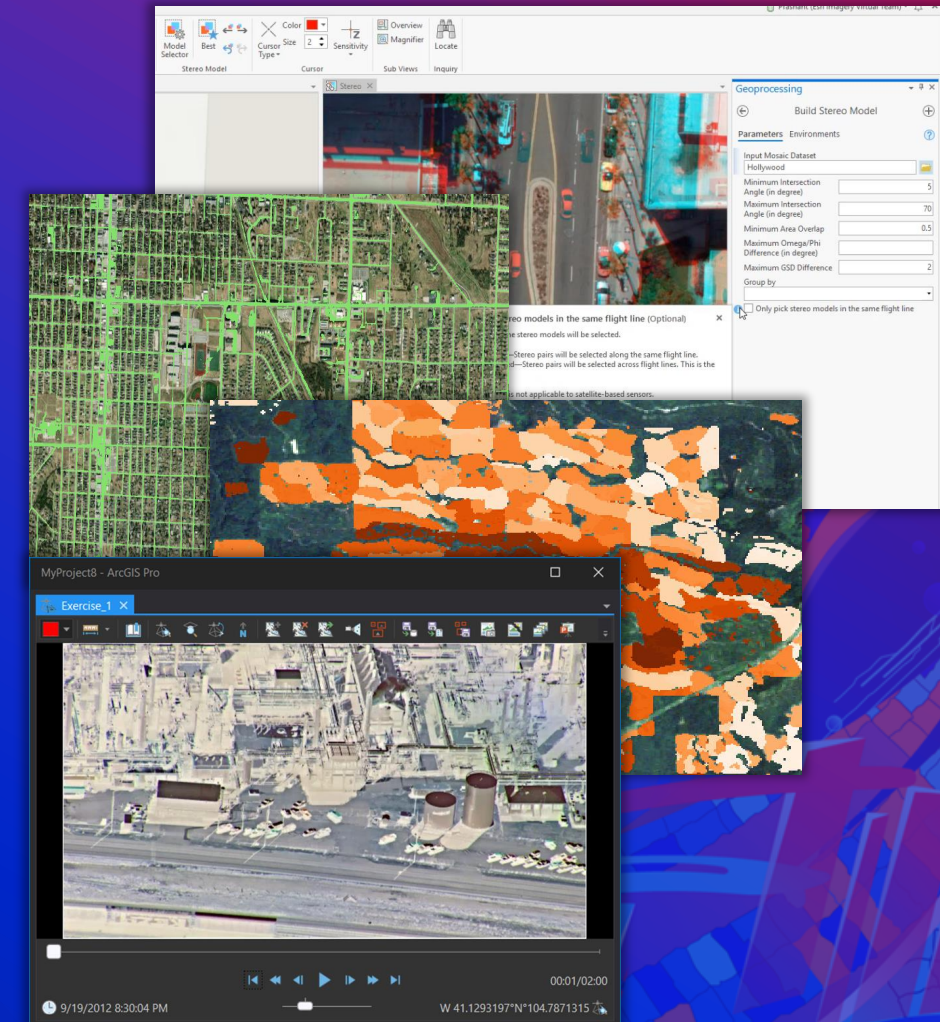 Prashant (Esri Imagery Virtual Team)
Model
Selector
Best
Cursor
Type
Color
Size 2
Sensitivity
Overview
Magnifier
Locate
Stereo Model
Cursor
Sub Views
Inquiry
Stereo
Geoprocessing
Build Stereo Model
Parameters Environments
Input Mosaic Dataset
Hollywood
Minimum Intersection
Angle (in degree) 5
Maximum Intersection
Angle (in degree) 70
Minimum Area Overlap 0.5
Maximum Omega/Phi
Difference (in degree)
Maximum GSD Difference 2
Group by
Only pick stereo models in the same flight line
models in the same flight line (Optional)
stereo models will be selected.
—Stereo pairs will be selected along the same flight line.
—Stereo pairs will be selected across flight lines. This is the
is not applicable to satellite-based sensors.
MyProject8 - ArcGIS Pro
Exercise_1
00:01/02:00
9/19/2012 8:30:04 PM
W 41.1293197°N°104.7871315